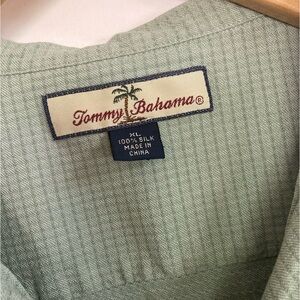 Tommy Bahama®
XL
100% SILK
MADE IN
CHINA